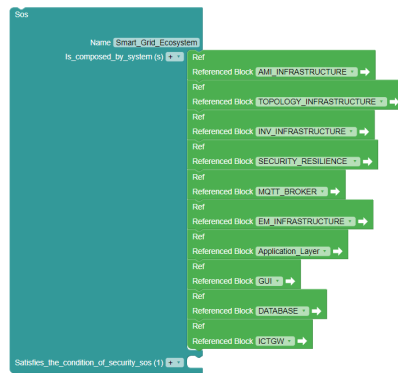 Sos
Name Smart_Grid_Ecosystem
Is_composed_by_system (s) +
Ref
Referenced Block AMI_INFRASTRUCTURE
Ref
Referenced Block TOPOLOGY_INFRASTRUCTURE
Ref
Referenced Block INV_INFRASTRUCTURE
Ref
Referenced Block SECURITY_RESILIENCE
Ref
Referenced Block MQTT_BROKER
Ref
Referenced Block EM_INFRASTRUCTURE
Ref
Referenced Block Application_Layer
Ref
Referenced Block GUI
Ref
Referenced Block DATABASE
Ref
Referenced Block ICTGW
Satisfies_the_condition_of_security_sos (1) +